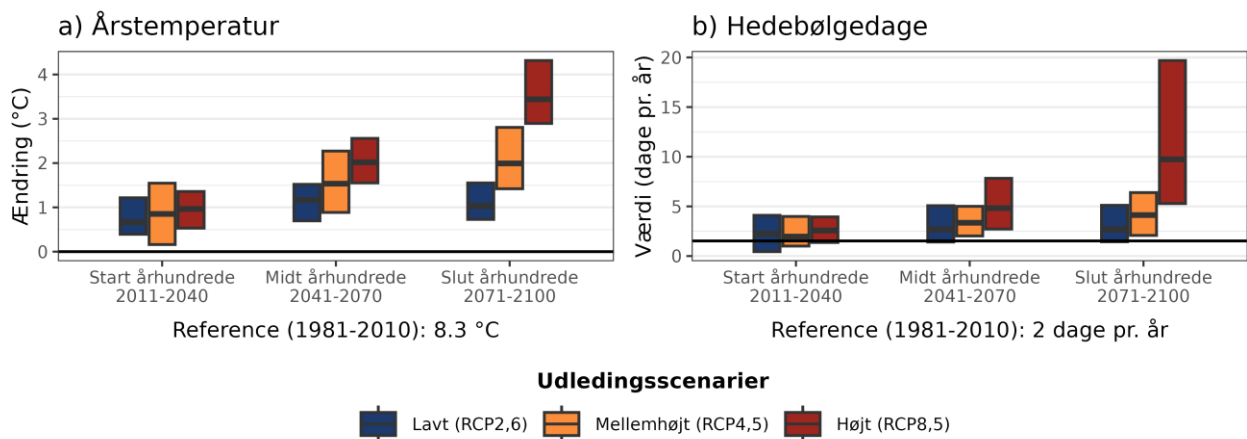 a) Årstemperatur
Ændring (°C)
4
3
2
1
0
Start århundrede
2011-2040
Midt århundrede
2041-2070
Slut århundrede
2071-2100
Reference (1981-2010): 8.3 °C
b) Hedebølgedage
Værdi (dage pr. år)
20
15
10
5
0
Start århundrede
2011-2040
Midt århundrede
2041-2070
Slut århundrede
2071-2100
Reference (1981-2010): 2 dage pr. år
Udledingsscenarier
Lavt (RCP2,6)
Mellemhøjt (RCP4,5)
Højt (RCP8,5)